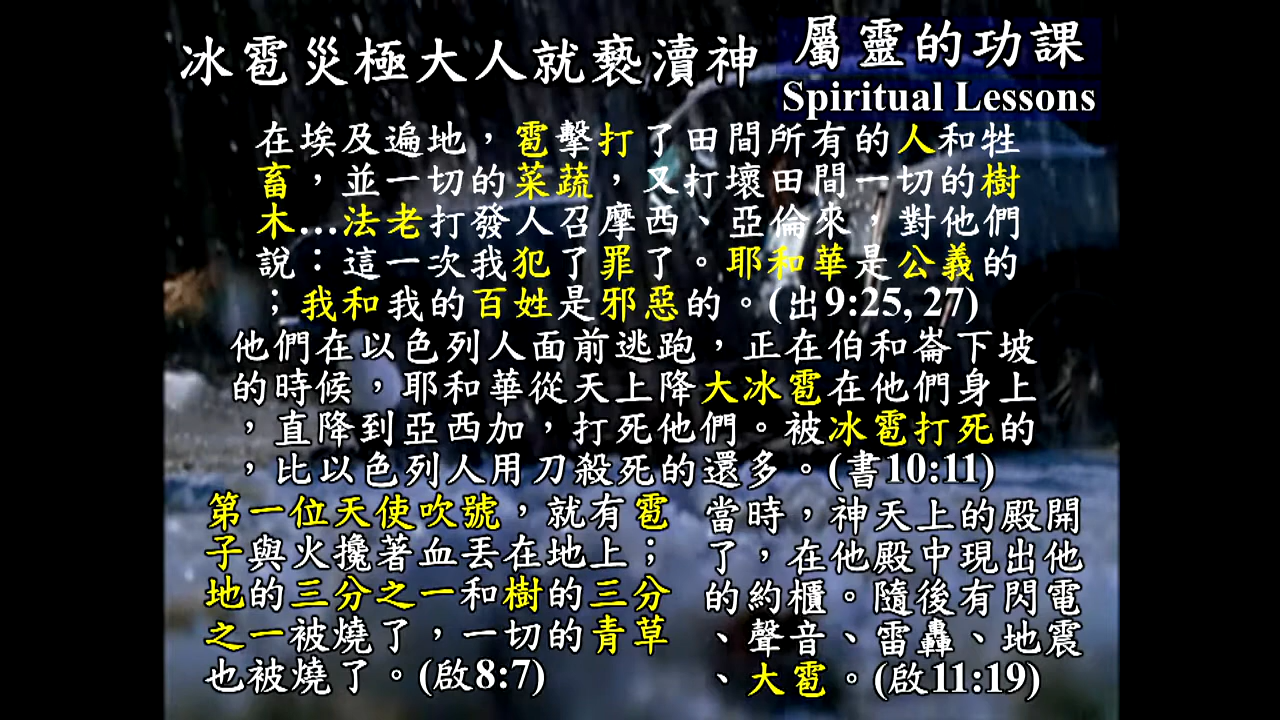 冰雹災極大人就褻瀆神
屬靈的功課
Spiritual Lessons
在埃及遍地，雹擊打了田間所有的人和牲
畜，並一切的菜蔬，又打壞田間一切的樹
木…法老打發人召摩西、亞倫來，對他們
說：這一次我犯了罪了。耶和華是公義的
；我和我的百姓是邪惡的。(出9:25, 27)
他們在以色列人面前逃跑，正在伯和崙下坡
的時候，耶和華從天上降大冰雹在他們身上
，直降到亞西加，打死他們。被冰雹打死的
，比以色列人用刀殺死的還多。(書10:11)
第一位天使吹號，就有雹
子與火攙著血丟在地上；
地的三分之一和樹的三分
之一被燒了，一切的青草
也被燒了。(啟8:7)
當時，神天上的殿開
了，在他殿中現出他
的約櫃。隨後有閃電
、聲音、雷轟、地震
、大雹。(啟11:19)